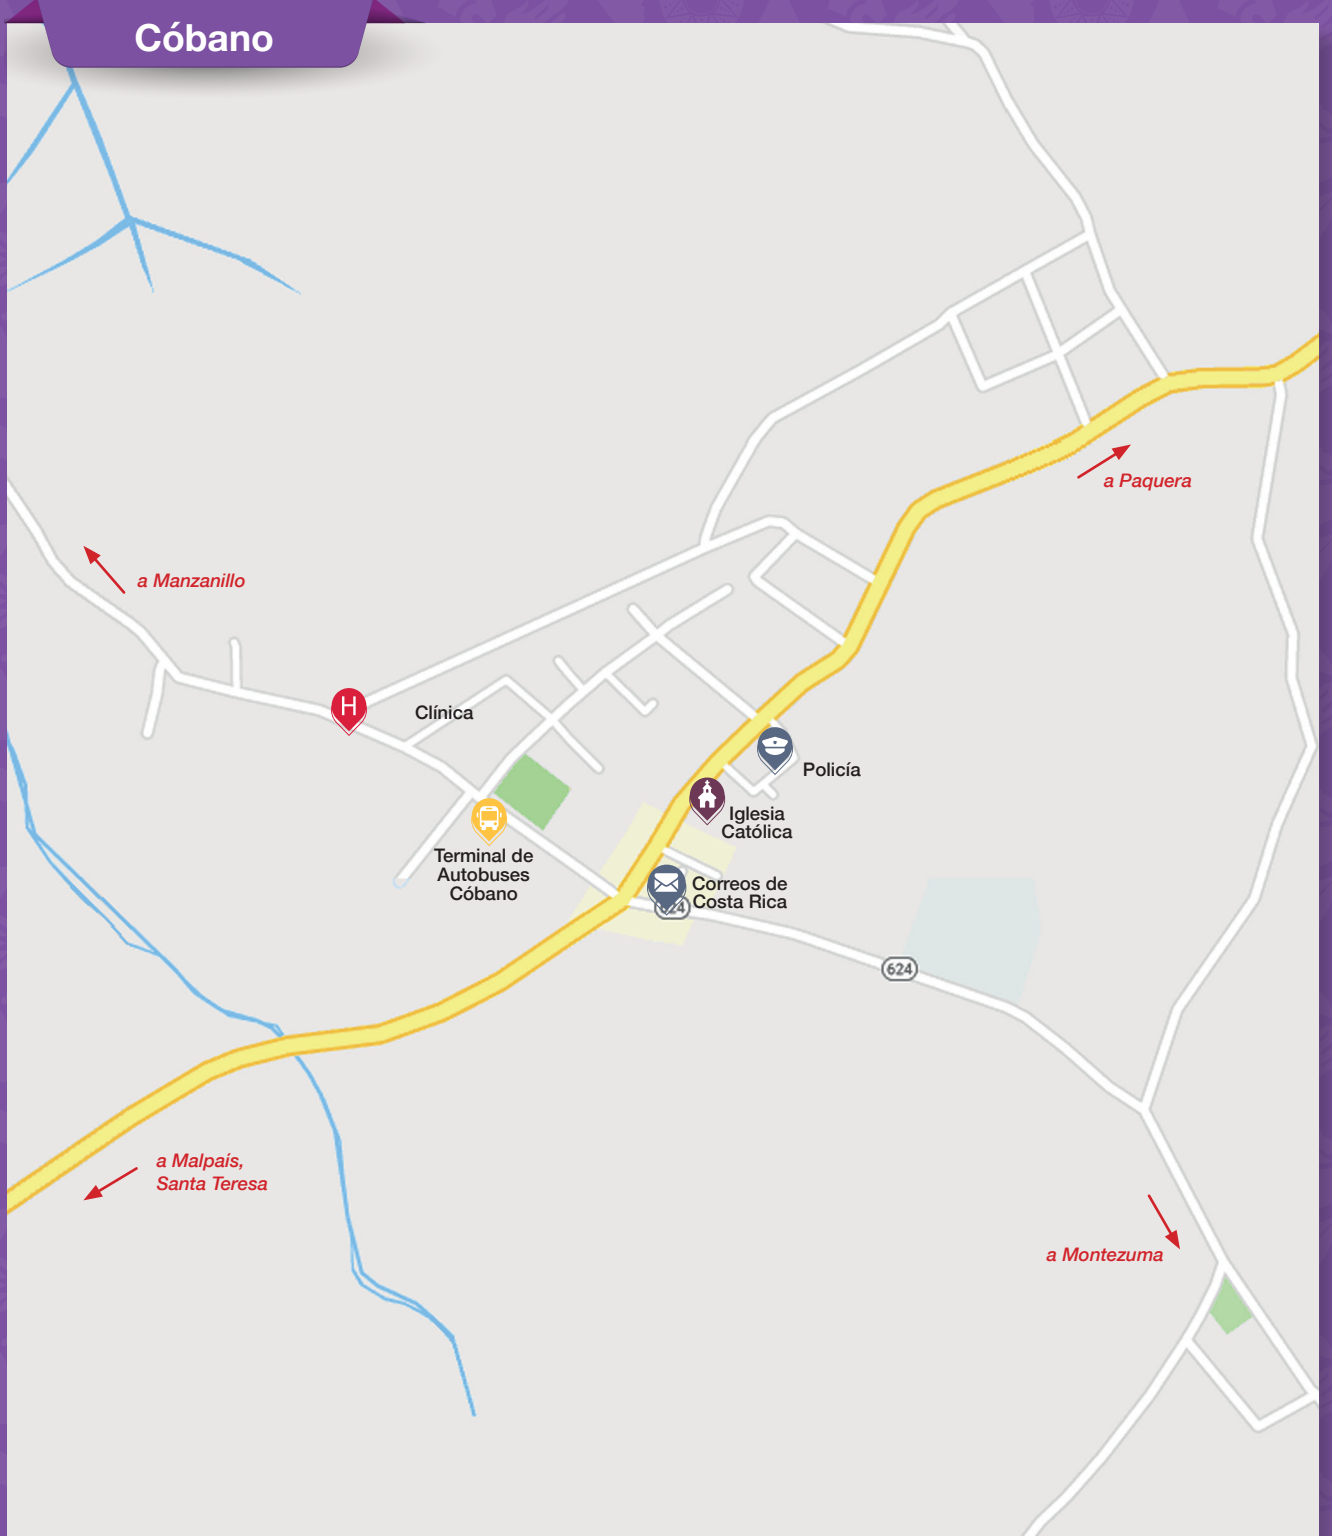 Cóbano
a Paquera
a Manzanillo
H
Clínica
Policía
Iglesia
Católica
Terminal de
Autobuses
Cóbano
Correos de
Costa Rica
624
a Malpaís,
Santa Teresa
a Montezuma